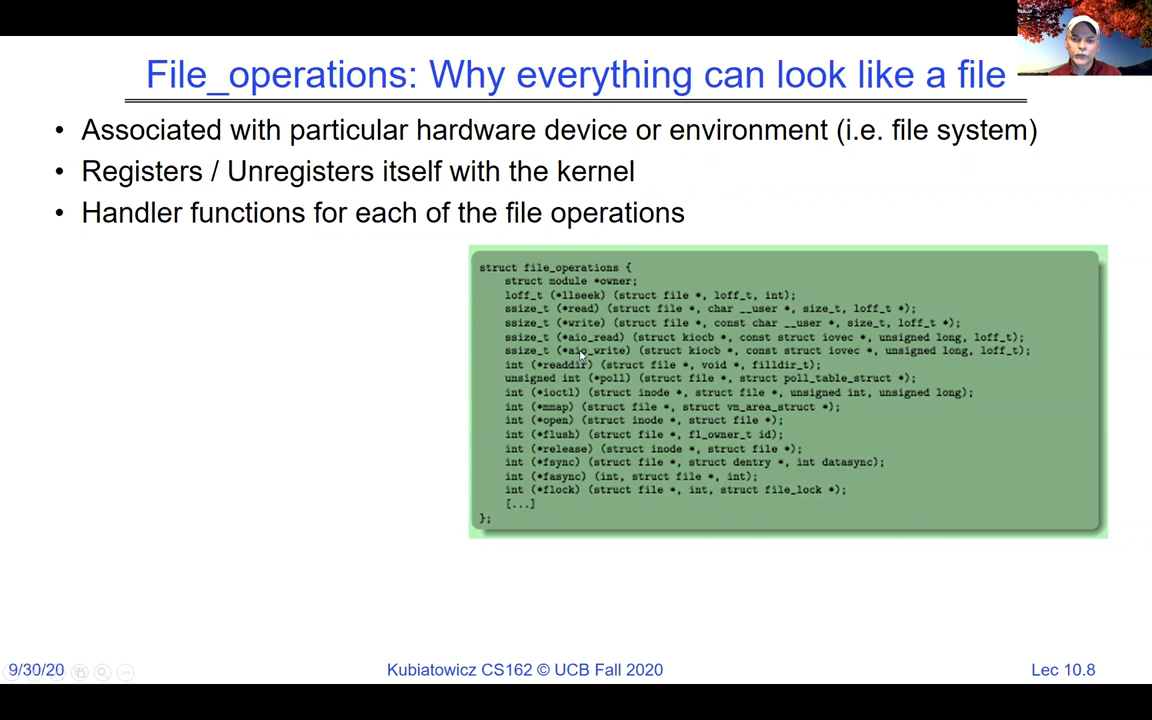 File_operations: Why everything can look like a file
• Associated with particular hardware device or environment (i.e. file system)
• Registers / Unregisters itself with the kernel
• Handler functions for each of the file operations
struct file_operations {
struct module *owner;
loff_t (*llseek) (struct file *, loff_t, int);
ssize_t (*read) (struct file *, char __user *, size_t, loff_t *);
ssize_t (*write) (struct file *, const char __user *, size_t, loff_t *);
ssize_t (*aio_read) (struct kiocb *, const struct iovec *, unsigned long, loff_t);
ssize_t (*aio_write) (struct kiocb *, const struct iovec *, unsigned long, loff_t);
int (*readdir) (struct file *, void *, filldir_t);
unsigned int (*poll) (struct file *, struct poll_table_struct *);
int (*ioctl) (struct inode *, struct file *, unsigned int, unsigned long);
int (*mmap) (struct file *, struct vm_area_struct *);
int (*open) (struct inode *, struct file *);
int (*flush) (struct file *, fl_owner_t id);
int (*release) (struct inode *, struct file *);
int (*fsync) (struct file *, struct dentry *, int datasync);
int (*fasync) (int, struct file *, int);
int (*flock) (struct file *, int, struct file_lock *);
[...]
};
9/30/20
Kubiatowicz CS162 © UCB Fall 2020
Lec 10.8